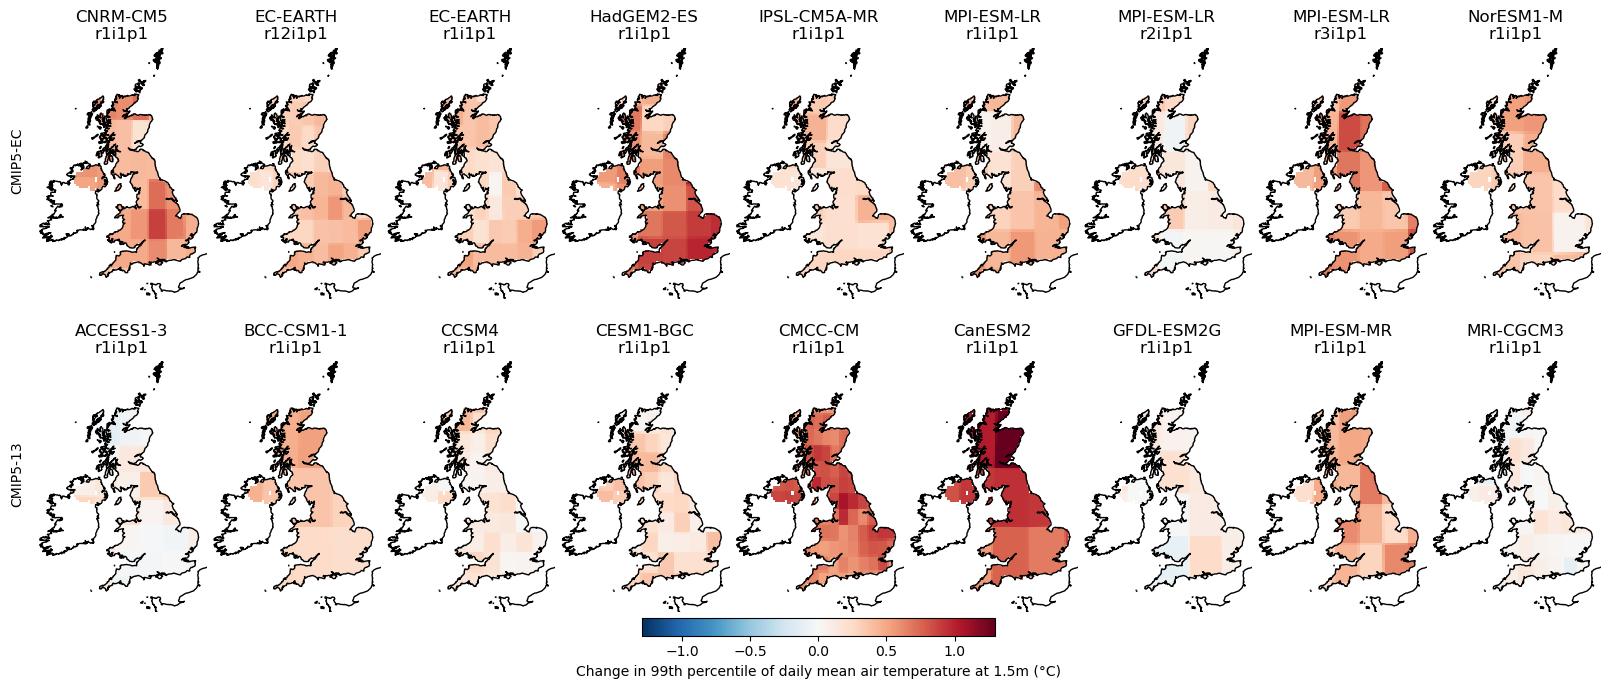 CNRM-CM5
r1i1p1
EC-EARTH
r12i1p1
EC-EARTH
r1i1p1
HadGEM2-ES
r1i1p1
IPSL-CM5A-MR
r1i1p1
MPI-ESM-LR
r1i1p1
MPI-ESM-LR
r2i1p1
MPI-ESM-LR
r3i1p1
NorESM1-M
r1i1p1
CMIP5-EC
ACCESS1-3
r1i1p1
BCC-CSM1-1
r1i1p1
CCSM4
r1i1p1
CESM1-BGC
r1i1p1
CMCC-CM
r1i1p1
CanESM2
r1i1p1
GFDL-ESM2G
r1i1p1
MPI-ESM-MR
r1i1p1
MRI-CGCM3
r1i1p1
CMIP5-13
−1.0 −0.5 0.0 0.5 1.0
Change in 99th percentile of daily mean air temperature at 1.5m (°C)